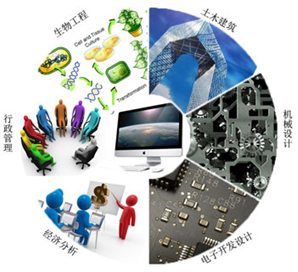 生物工程
Cell and Tissue
Culture
Transformation
土木建筑
机械设计
行政管理
经济分析
电子开发设计